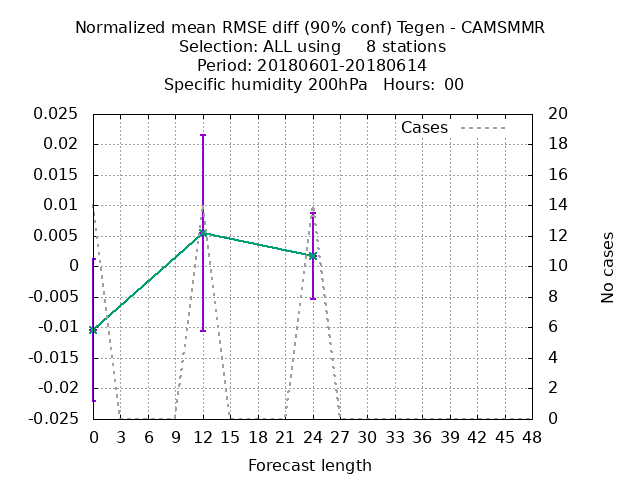 Normalized mean RMSE diff (90% conf) Tegen - CAMSMMR
Selection: ALL using     8 stations
Period: 20180601-20180614
Specific humidity 200hPa   Hours:  00
Cases
0.025
0.02
0.015
0.01
0.005
0
-0.005
-0.01
-0.015
-0.02
-0.025
20
18
16
14
12
10
8
6
4
2
0
No cases
0 3 6 9 12 15 18 21 24 27 30 33 36 39 42 45 48
Forecast length